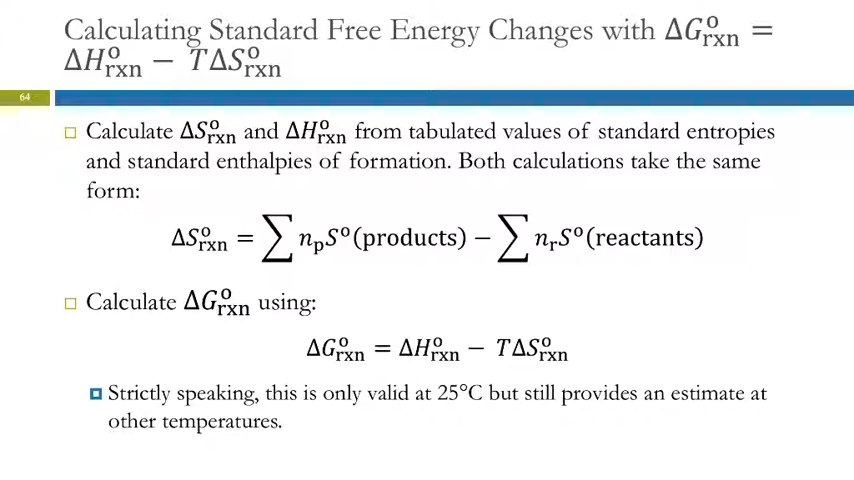 Calculating Standard Free Energy Changes with ΔG°rxn =
ΔH°rxn − TΔS°rxn
64
Calculate ΔS°rxn and ΔH°rxn from tabulated values of standard entropies
and standard enthalpies of formation. Both calculations take the same
form:
ΔS°rxn = ∑ npS°(products) − ∑ nrS°(reactants)
Calculate ΔG°rxn using:
ΔG°rxn = ΔH°rxn − TΔS°rxn
Strictly speaking, this is only valid at 25°C but still provides an estimate at
other temperatures.